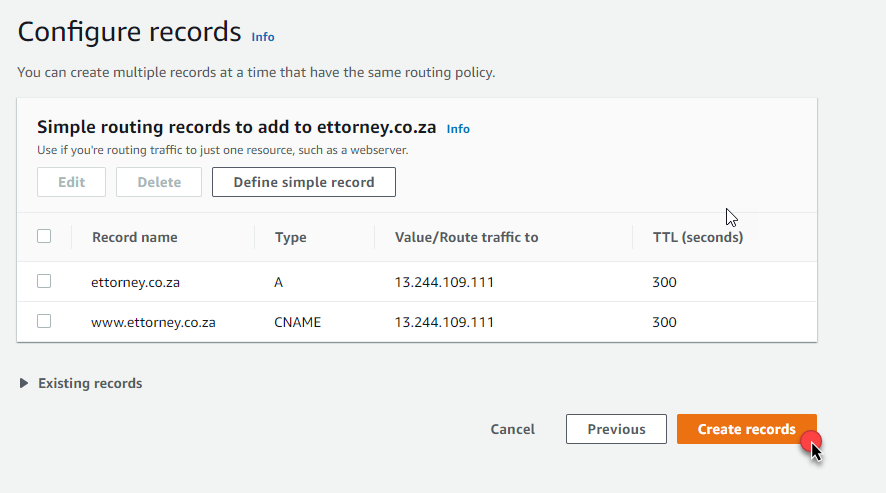 Configure records Info
You can create multiple records at a time that have the same routing policy.
Simple routing records to add to ettorney.co.za Info
Use if you're routing traffic to just one resource, such as a webserver.
Edit Delete Define simple record
Record name Type Value/Route traffic to TTL (seconds)
ettorney.co.za A 13.244.109.111 300
www.ettorney.co.za CNAME 13.244.109.111 300
Existing records
Cancel Previous Create records